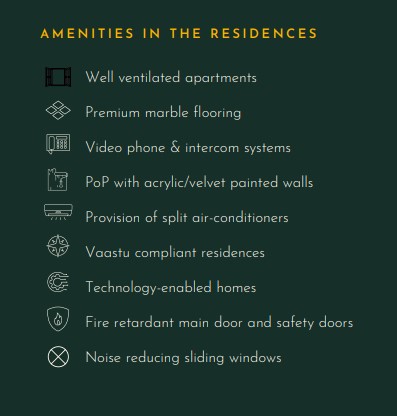 AMENITIES IN THE RESIDENCES
Well ventilated apartments
Premium marble flooring
Video phone & intercom systems
PoP with acrylic/velvet painted walls
Provision of split air-conditioners
Vaastu compliant residences
Technology-enabled homes
Fire retardant main door and safety doors
Noise reducing sliding windows